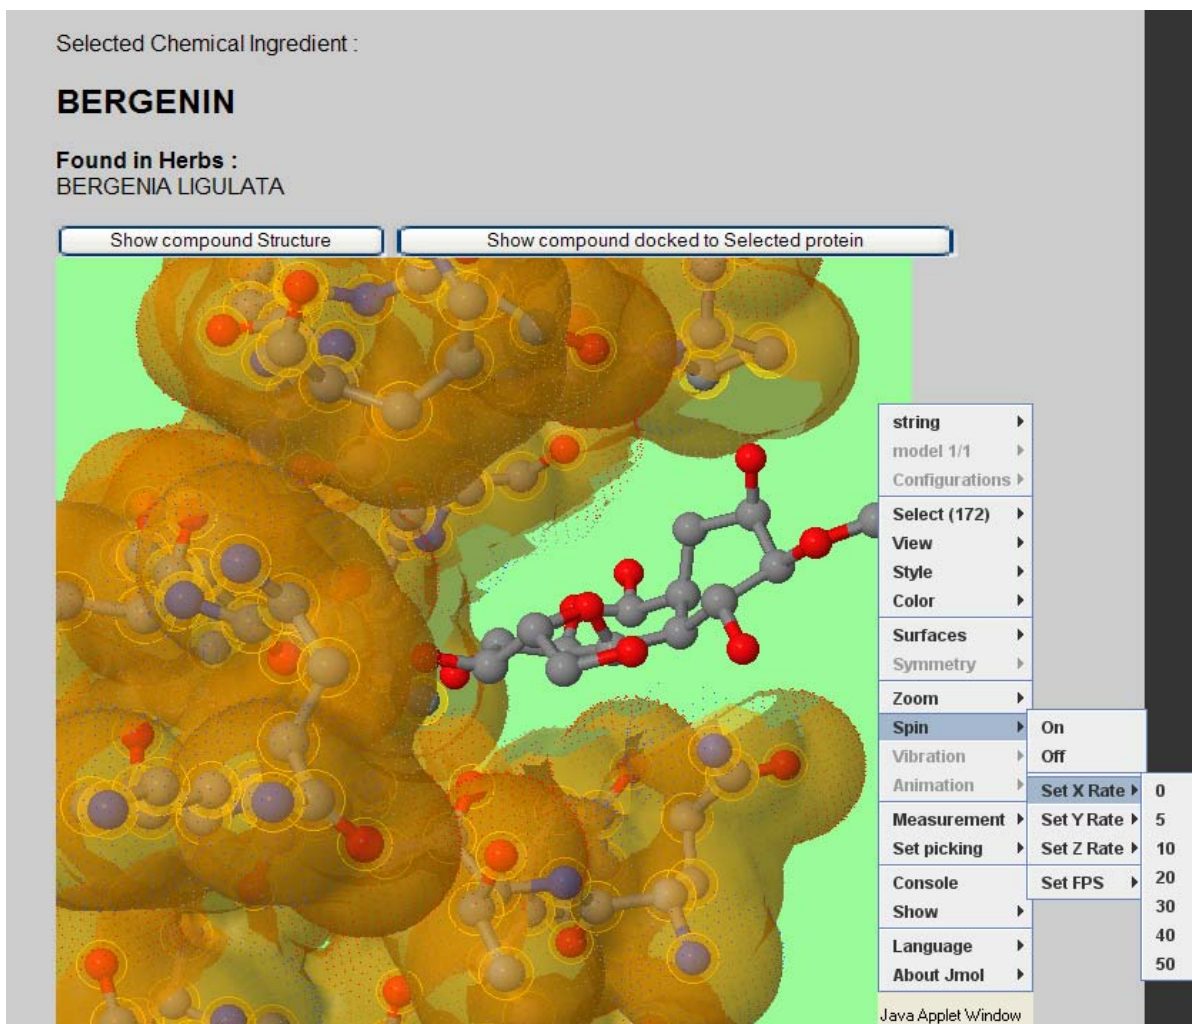 Selected Chemical Ingredient :
BERGENIN
Found in Herbs :
BERGENIA LIGULATA
Show compound Structure
Show compound docked to Selected protein
string
model 1/1
Configurations
Select (172)
View
Style
Color
Surfaces
Symmetry
Zoom
Spin
Vibration
Animation
Measurement
Set picking
Console
Show
Language
About Jmol
Java Applet Window
On
Off
Set X Rate
Set Y Rate
Set Z Rate
Set FPS
0
5
10
20
30
40
50